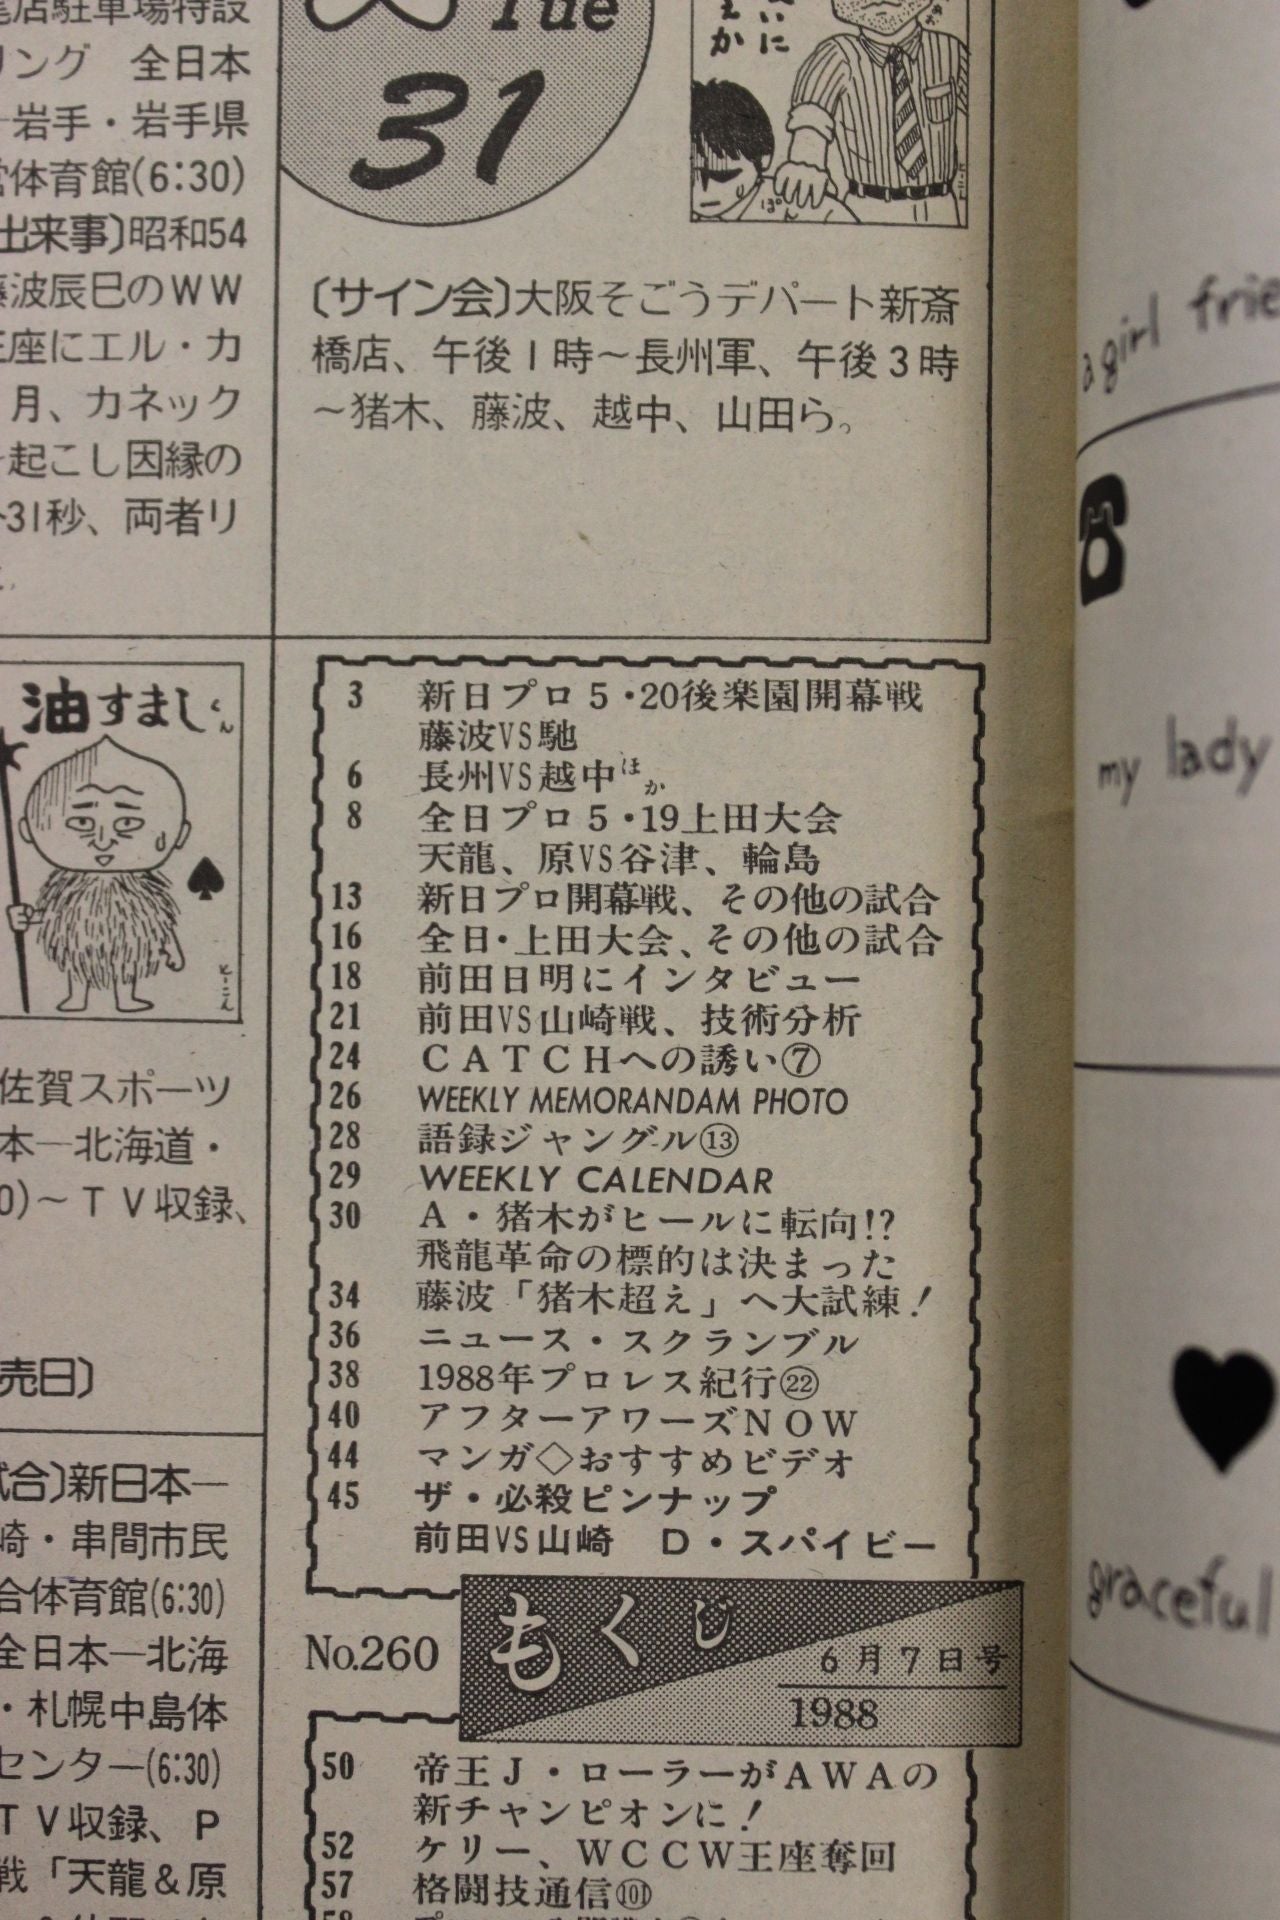 尾店駐車場特設
リング　全日本
―岩手・岩手県
営体育館(6:30)
出来事〕昭和54
藤波辰巳のWW
王座にエル・カ
月、カネック
起こし因縁の
31秒、両者リ
Tue
31
いに
か
ぽん
〔サイン会〕大阪そごうデパート新斎
橋店、午後1時～長州軍、午後3時
～猪木、藤波、越中、山田ら。
油すましくん
とーこん
佐賀スポーツ
本―北海道・
0)～TV収録、
売日〕
試合〕新日本―
崎・串間市民
合体育館(6:30)
全日本―北海
・札幌中島体
センター(6:30)
TV収録、P
戦「天龍&原
3 新日プロ5・20後楽園開幕戦
藤波VS馳
6 長州VS越中ほか
8 全日プロ5・19上田大会
天龍、原VS谷津、輪島
13 新日プロ開幕戦、その他の試合
16 全日・上田大会、その他の試合
18 前田日明にインタビュー
21 前田VS山崎戦、技術分析
24 CATCHへの誘い⑦
26 WEEKLY MEMORANDAM PHOTO
28 語録ジャングル⑬
29 WEEKLY CALENDAR
30 A・猪木がヒールに転向!?
飛龍革命の標的は決まった
34 藤波「猪木超え」へ大試練！
36 ニュース・スクランブル
38 1988年プロレス紀行㉒
40 アフターアワーズNOW
44 マンガ◇おすすめビデオ
45 ザ・必殺ピンナップ
前田VS山崎　D・スパイビー
No.260
もくじ
6月7日号
1988
50 帝王J・ローラーがAWAの
新チャンピオンに！
52 ケリー、WCCW王座奪回
57 格闘技通信(101)
58
a girl frie
my lady
graceful